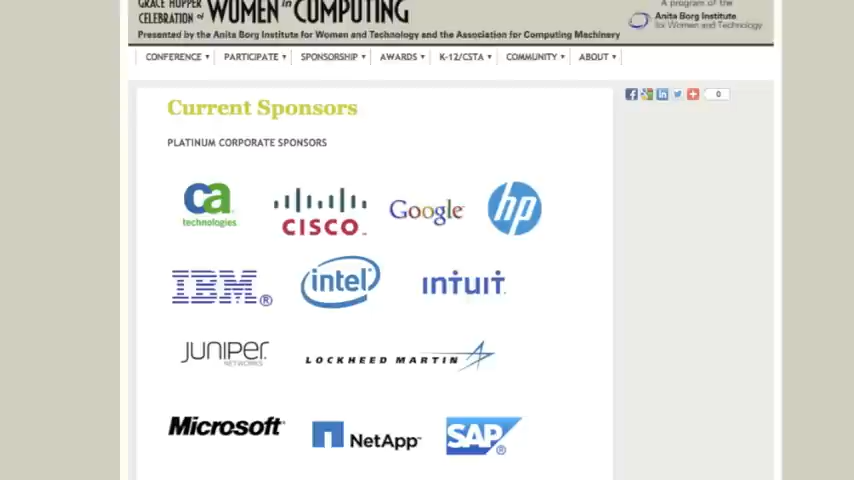 GRACE HOPPER
CELEBRATION of WOMEN in COMPUTING
Presented by the Anita Borg Institute for Women and Technology and the Association for Computing Machinery
A program of the
Anita Borg Institute
for Women and Technology
CONFERENCE PARTICIPATE SPONSORSHIP AWARDS K-12/CSTA COMMUNITY ABOUT
Current Sponsors
0
PLATINUM CORPORATE SPONSORS
ca technologies CISCO Google hp
IBM® intel® intuit
JUNIPER NETWORKS LOCKHEED MARTIN
Microsoft NetApp SAP®